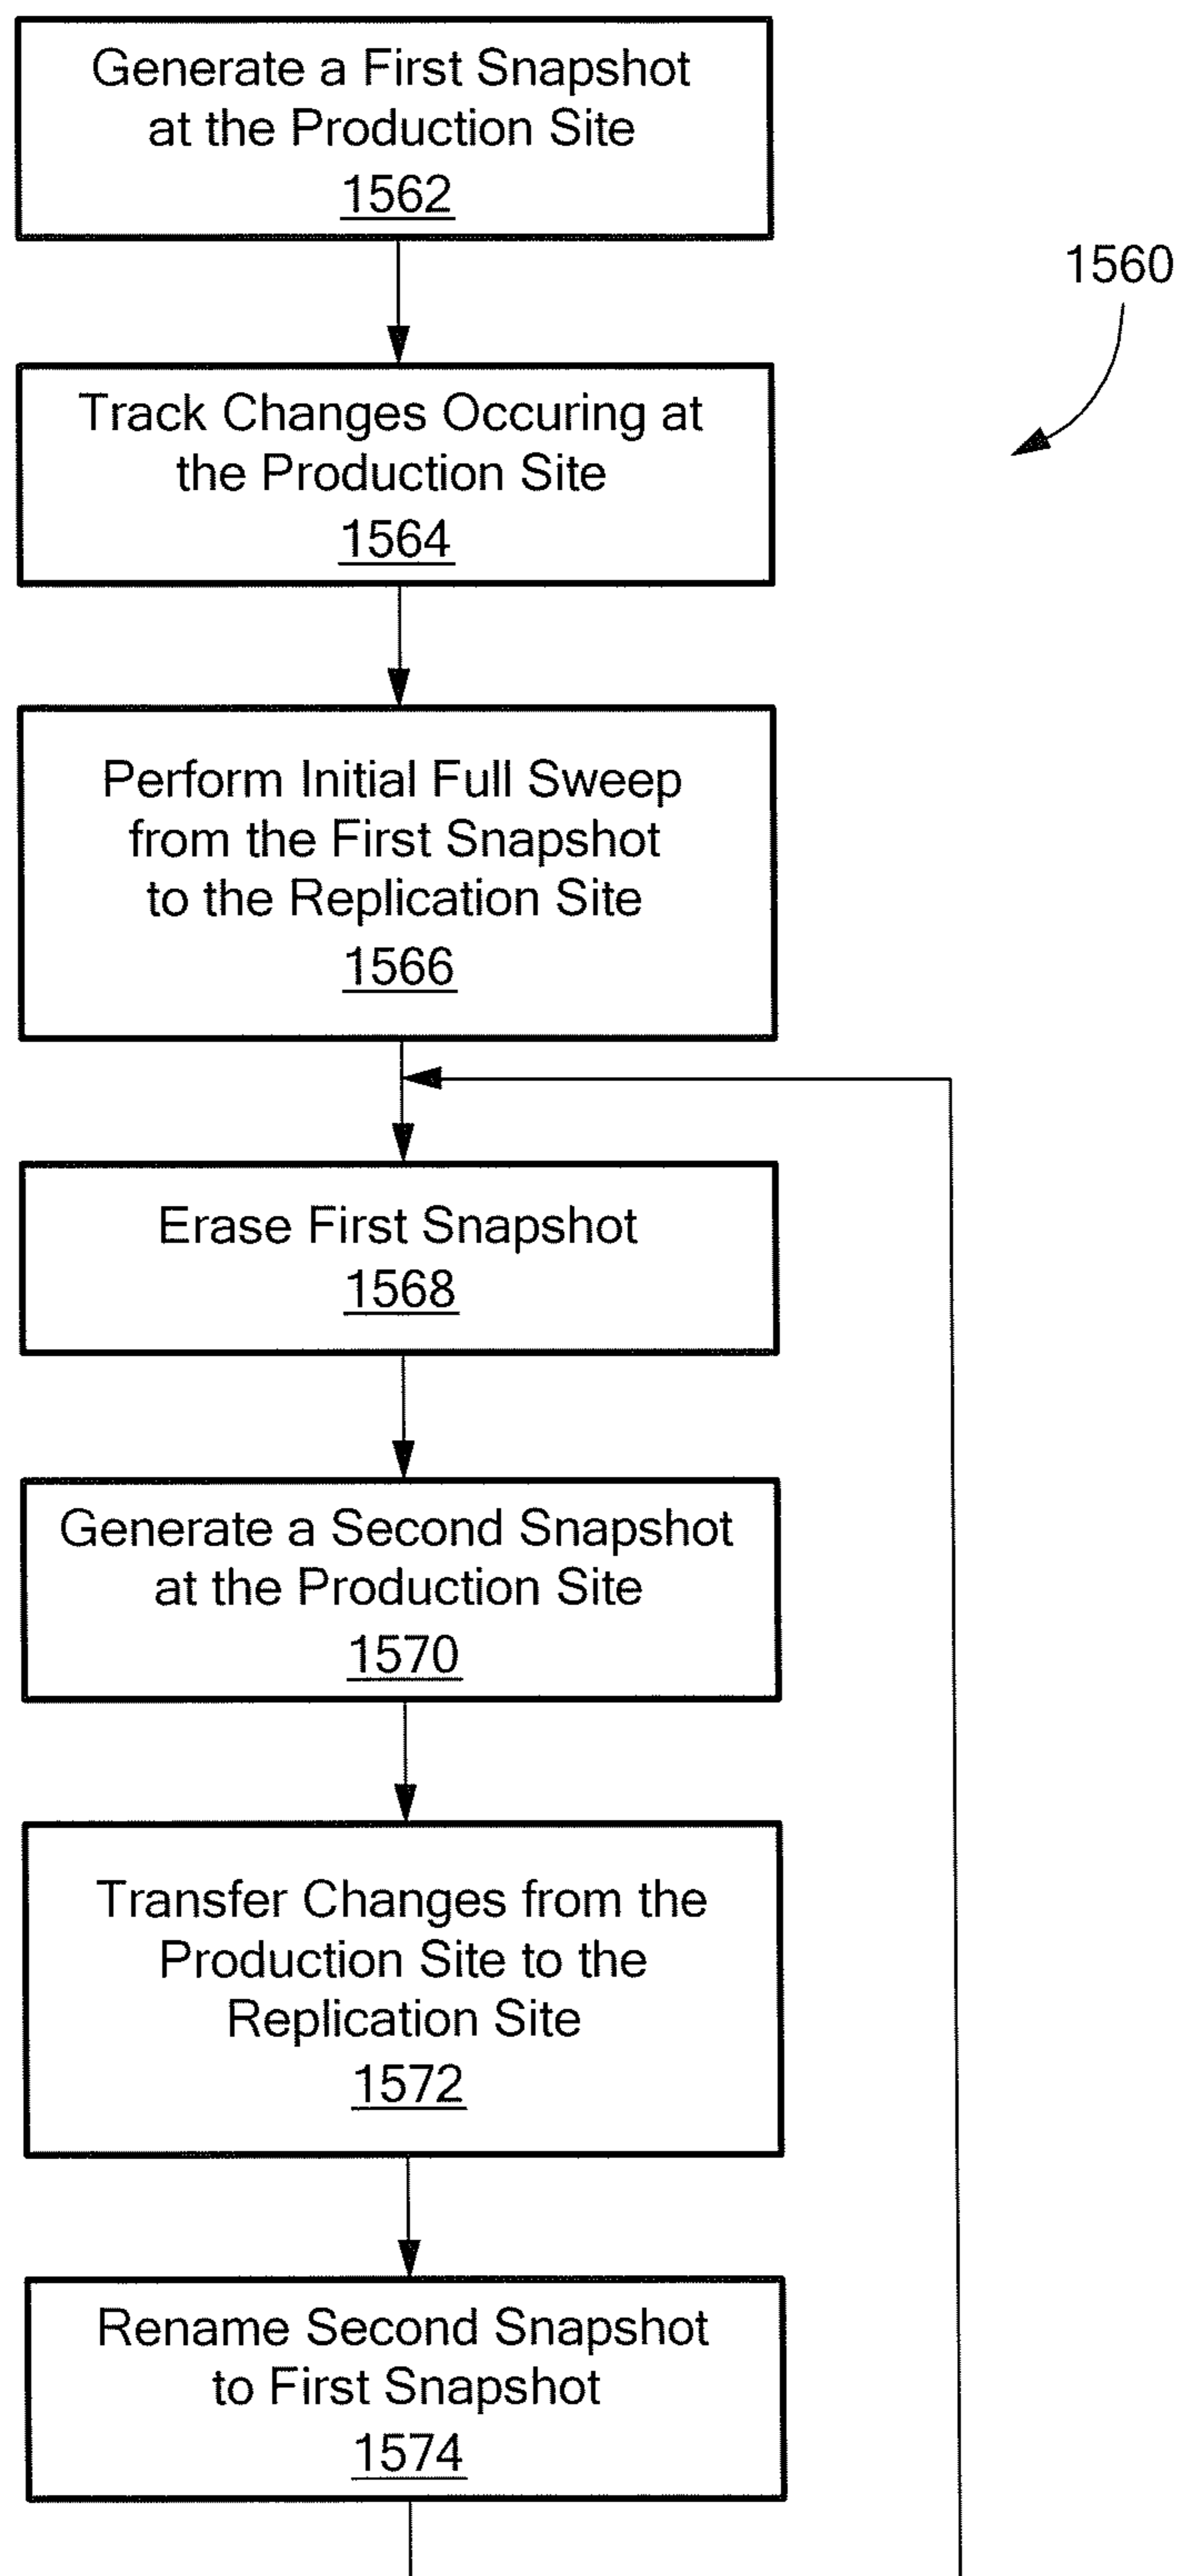 Generate a First Snapshot
at the Production Site
1562
1560
Track Changes Occuring at
the Production Site
1564
Perform Initial Full Sweep
from the First Snapshot
to the Replication Site
1566
Erase First Snapshot
1568
Generate a Second Snapshot
at the Production Site
1570
Transfer Changes from the
Production Site to the
Replication Site
1572
Rename Second Snapshot
to First Snapshot
1574